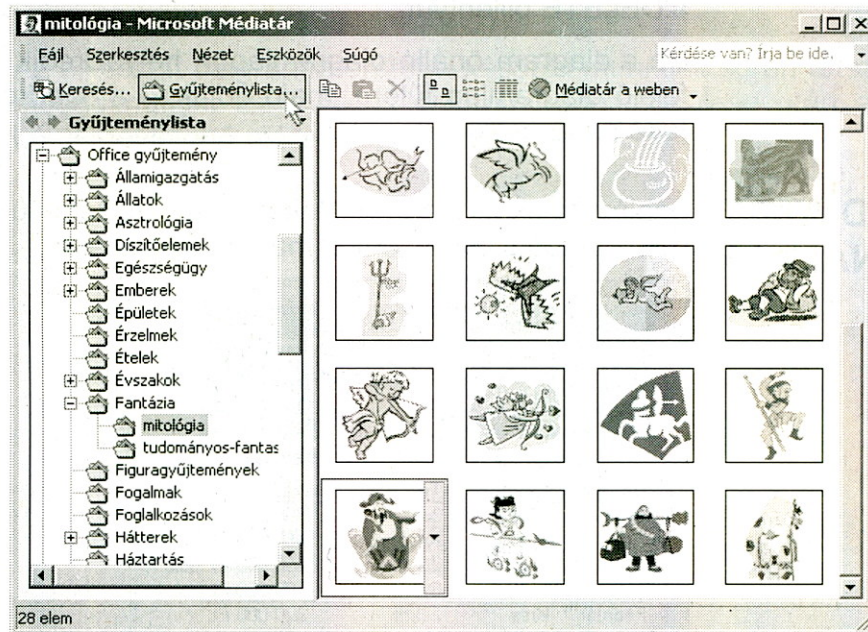 mitológia - Microsoft Médiatár
Fájl Szerkesztés Nézet Eszközök Súgó Kérdése van? Írja be ide.
Keresés... Gyűjteménylista... Médiatár a weben
Gyűjteménylista
Office gyűjtemény
Államigazgatás
Állatok
Asztrológia
Díszítőelemek
Egészségügy
Emberek
Épületek
Érzelmek
Ételek
Évszakok
Fantázia
mitológia
tudományos-fantas
Figuragyűjtemények
Fogalmak
Foglalkozások
Hátterek
Háztartás
28 elem